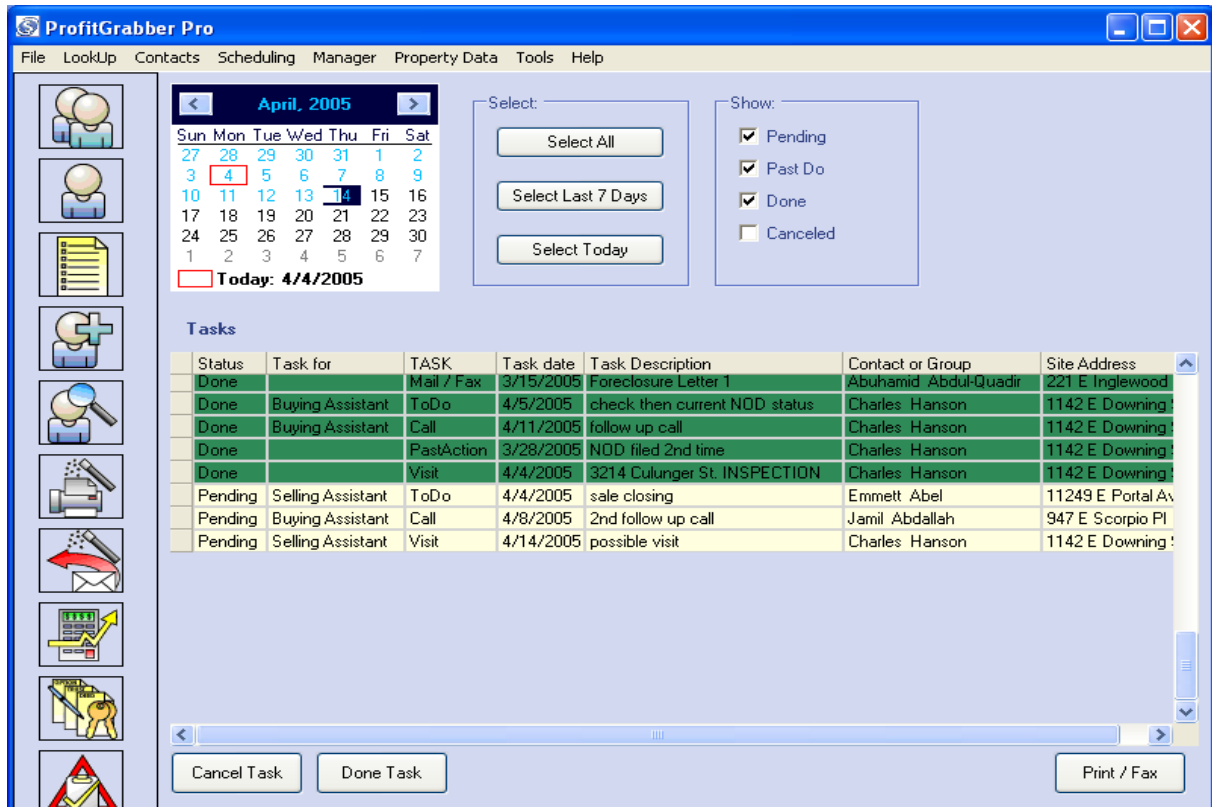 ProfitGrabber Pro
File LookUp Contacts Scheduling Manager Property Data Tools Help
April, 2005
Sun Mon Tue Wed Thu Fri Sat
27 28 29 30 31 1 2
3 4 5 6 7 8 9
10 11 12 13 14 15 16
17 18 19 20 21 22 23
24 25 26 27 28 29 30
1 2 3 4 5 6 7
Today: 4/4/2005
Select:
Select All
Select Last 7 Days
Select Today
Show:
Pending
Past Do
Done
Canceled
Tasks
Status Task for TASK Task date Task Description Contact or Group Site Address
Done Mail / Fax 3/15/2005 Foreclosure Letter 1 Abuhamid Abdul-Quadir 221 E Inglewood
Done Buying Assistant ToDo 4/5/2005 check then current NOD status Charles Hanson 1142 E Downing
Done Buying Assistant Call 4/11/2005 follow up call Charles Hanson 1142 E Downing
Done PastAction 3/28/2005 NOD filed 2nd time Charles Hanson 1142 E Downing
Done Visit 4/4/2005 3214 Culunger St. INSPECTION Charles Hanson 1142 E Downing
Pending Selling Assistant ToDo 4/4/2005 sale closing Emmett Abel 11249 E Portal Av
Pending Buying Assistant Call 4/8/2005 2nd follow up call Jamil Abdallah 947 E Scorpio Pl
Pending Selling Assistant Visit 4/14/2005 possible visit Charles Hanson 1142 E Downing
Cancel Task Done Task Print / Fax